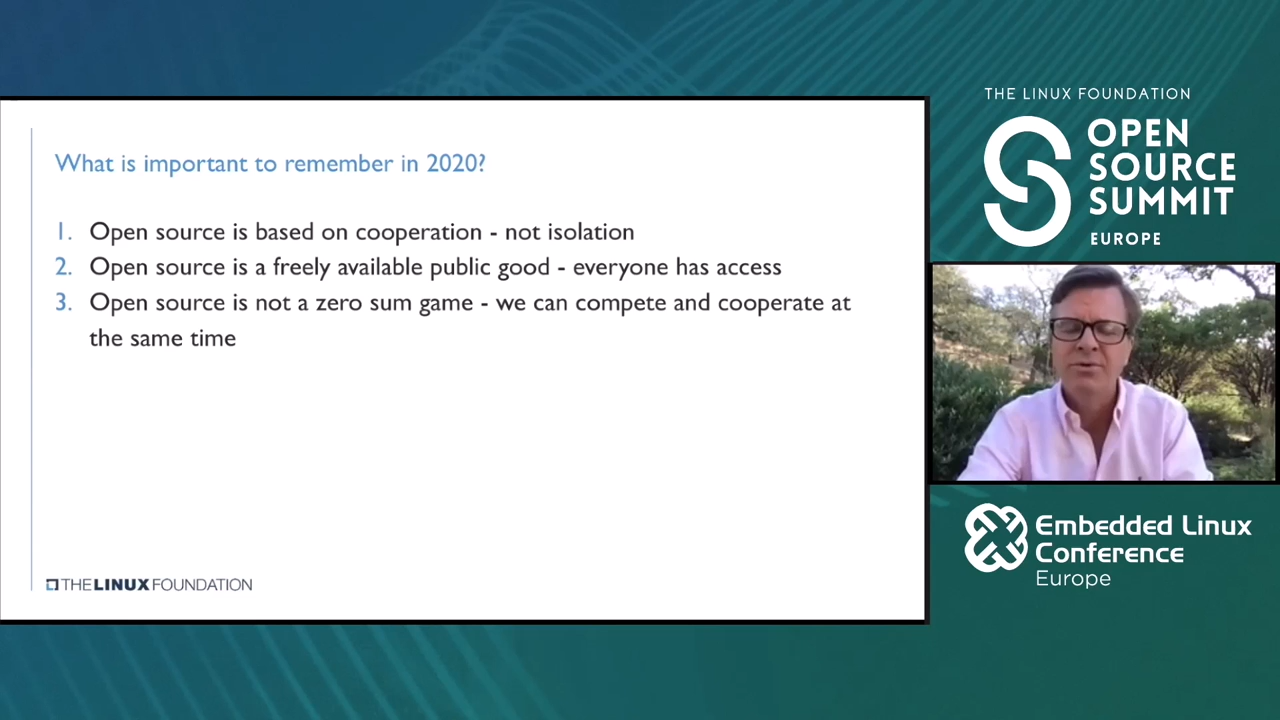 What is important to remember in 2020?
1. Open source is based on cooperation - not isolation
2. Open source is a freely available public good - everyone has access
3. Open source is not a zero sum game - we can compete and cooperate at
the same time
THE LINUX FOUNDATION
THE LINUX FOUNDATION
OPEN
SOURCE
SUMMIT
EUROPE
Embedded Linux
Conference
Europe